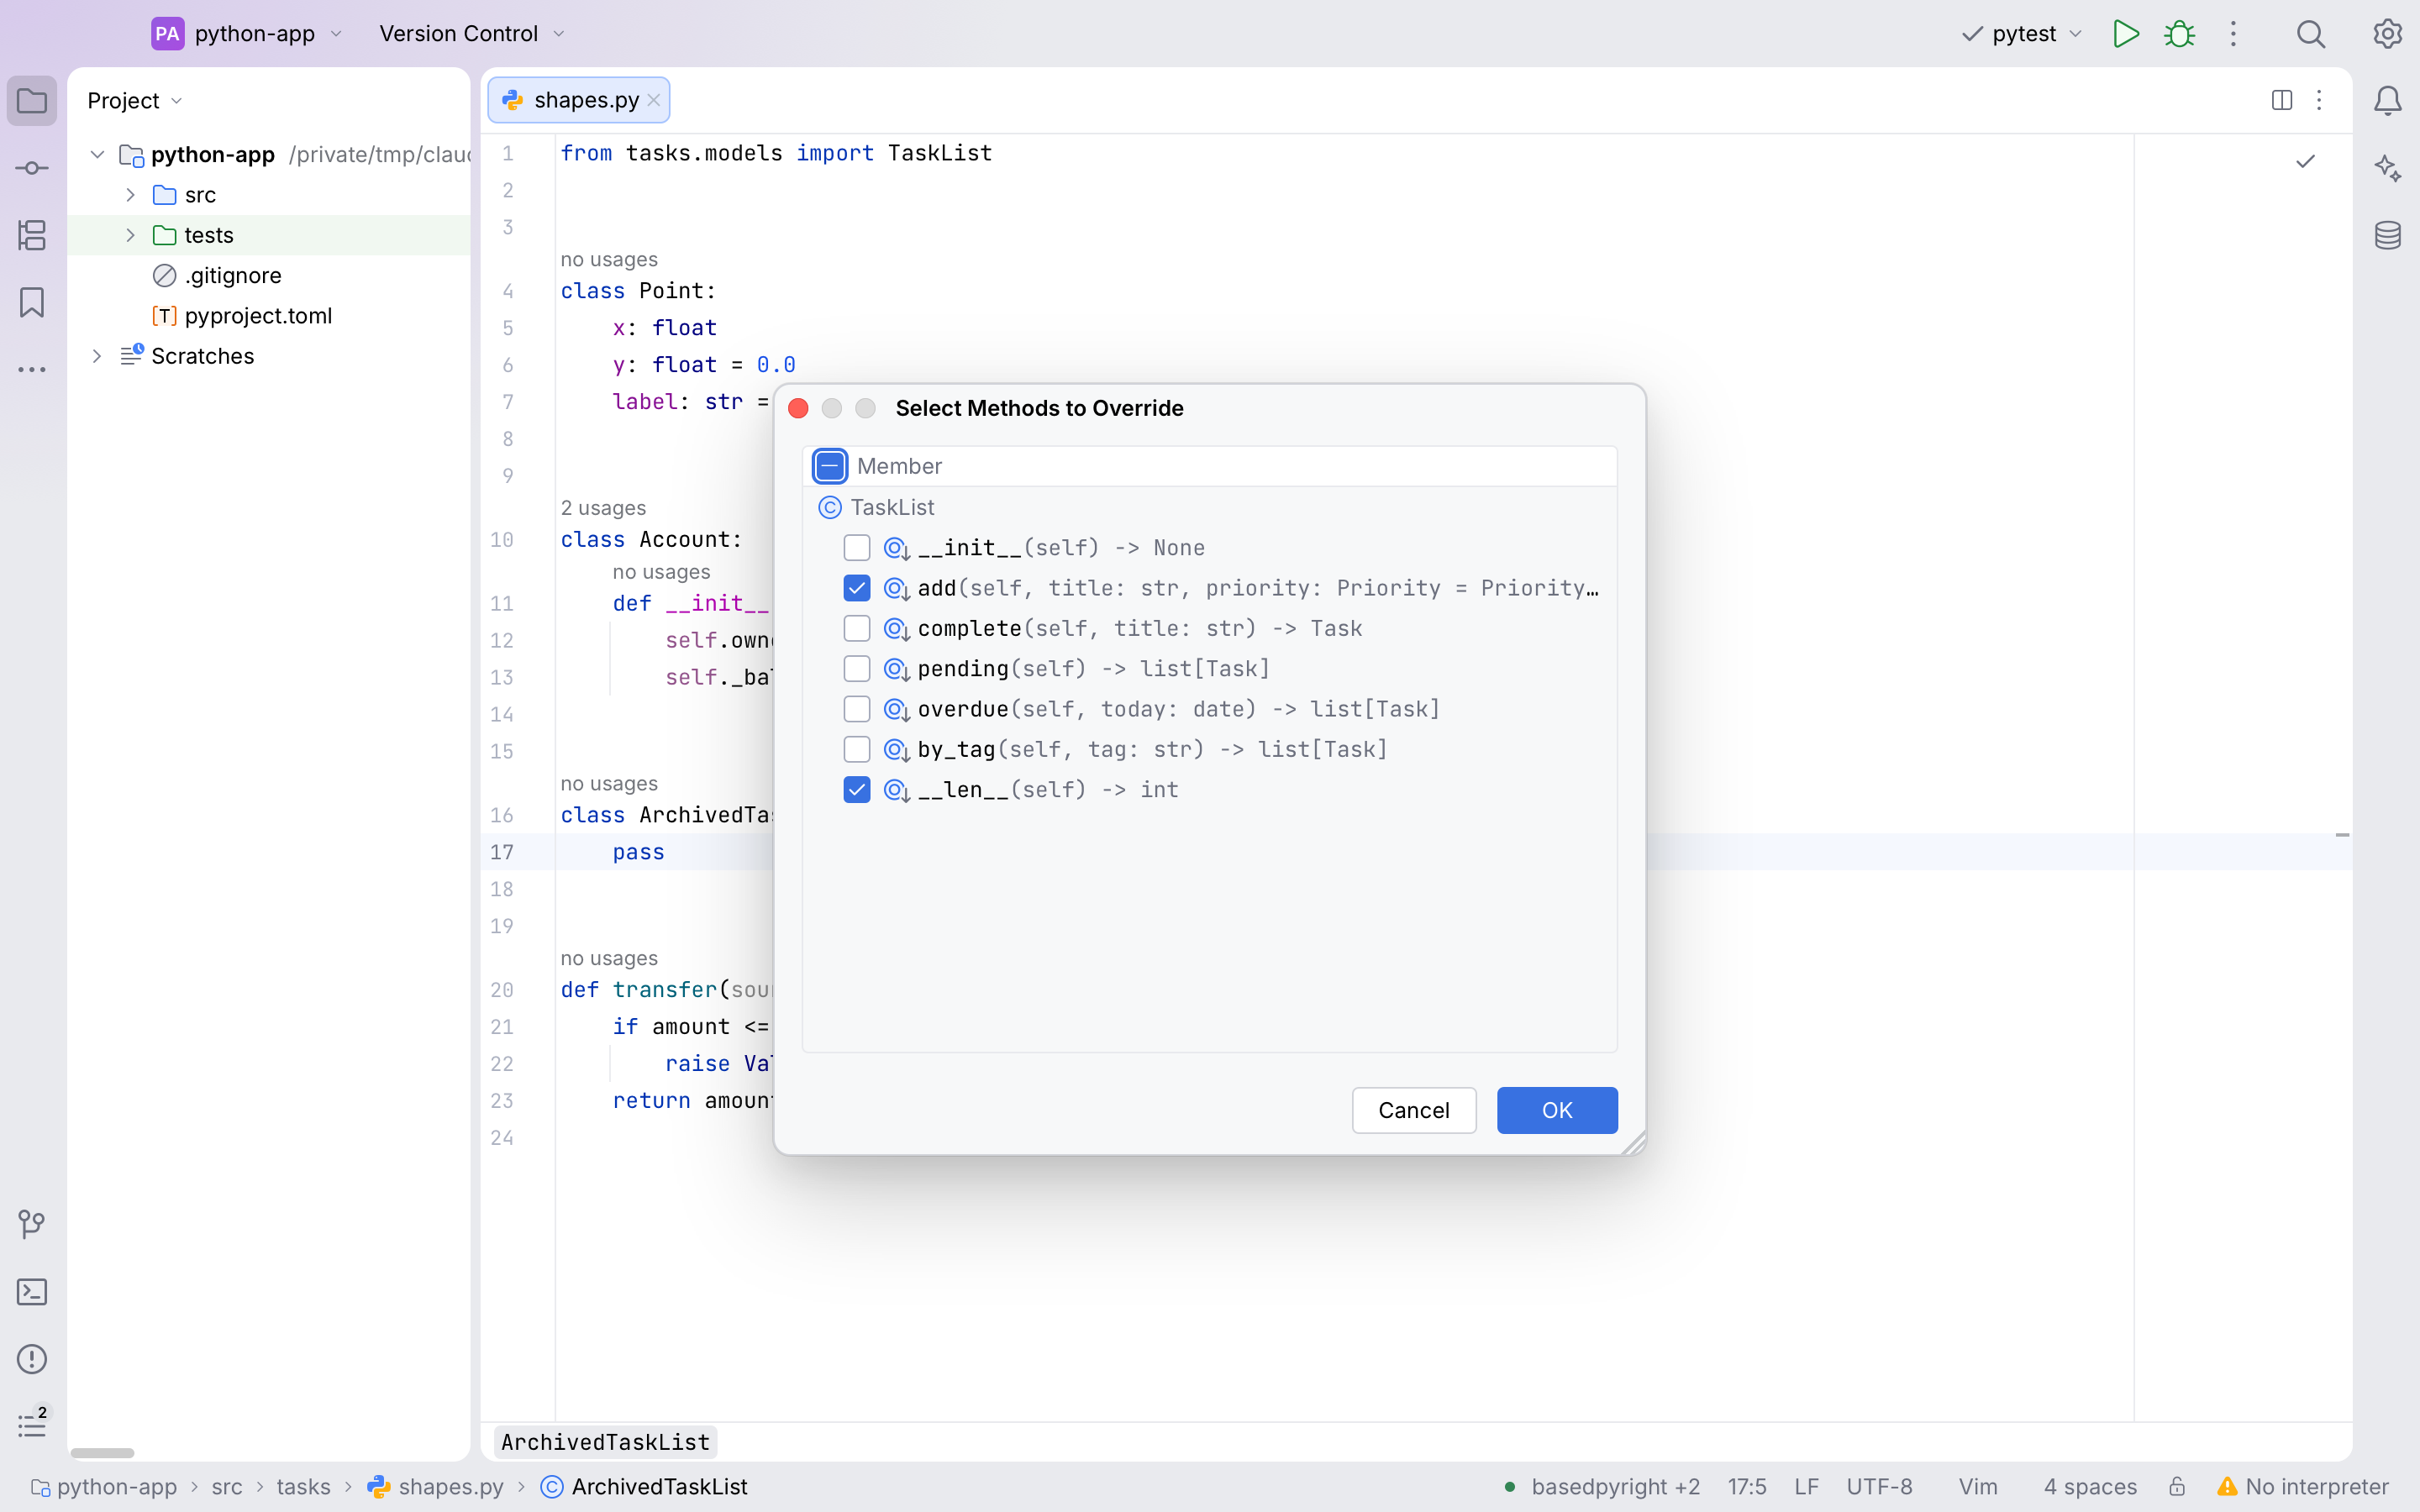 PA python-app Version Control pytest
Project
shapes.py
python-app /private/tmp/clau
src
tests
.gitignore
[T] pyproject.toml
Scratches
1 from tasks.models import TaskList
2
3
no usages
4 class Point:
5 x: float
6 y: float = 0.0
7 label: str =
8
9
2 usages
10 class Account:
no usages
11 def __init__
12 self.own
13 self._ba
14
15
no usages
16 class ArchivedTa
17 pass
18
19
no usages
20 def transfer(sou
21 if amount <=
22 raise Va
23 return amoun
24
Select Methods to Override
Member
C TaskList
__init__(self) -> None
add(self, title: str, priority: Priority = Priority…
complete(self, title: str) -> Task
pending(self) -> list[Task]
overdue(self, today: date) -> list[Task]
by_tag(self, tag: str) -> list[Task]
__len__(self) -> int
Cancel OK
2
ArchivedTaskList
python-app > src > tasks > shapes.py > C ArchivedTaskList
basedpyright +2 17:5 LF UTF-8 Vim 4 spaces No interpreter